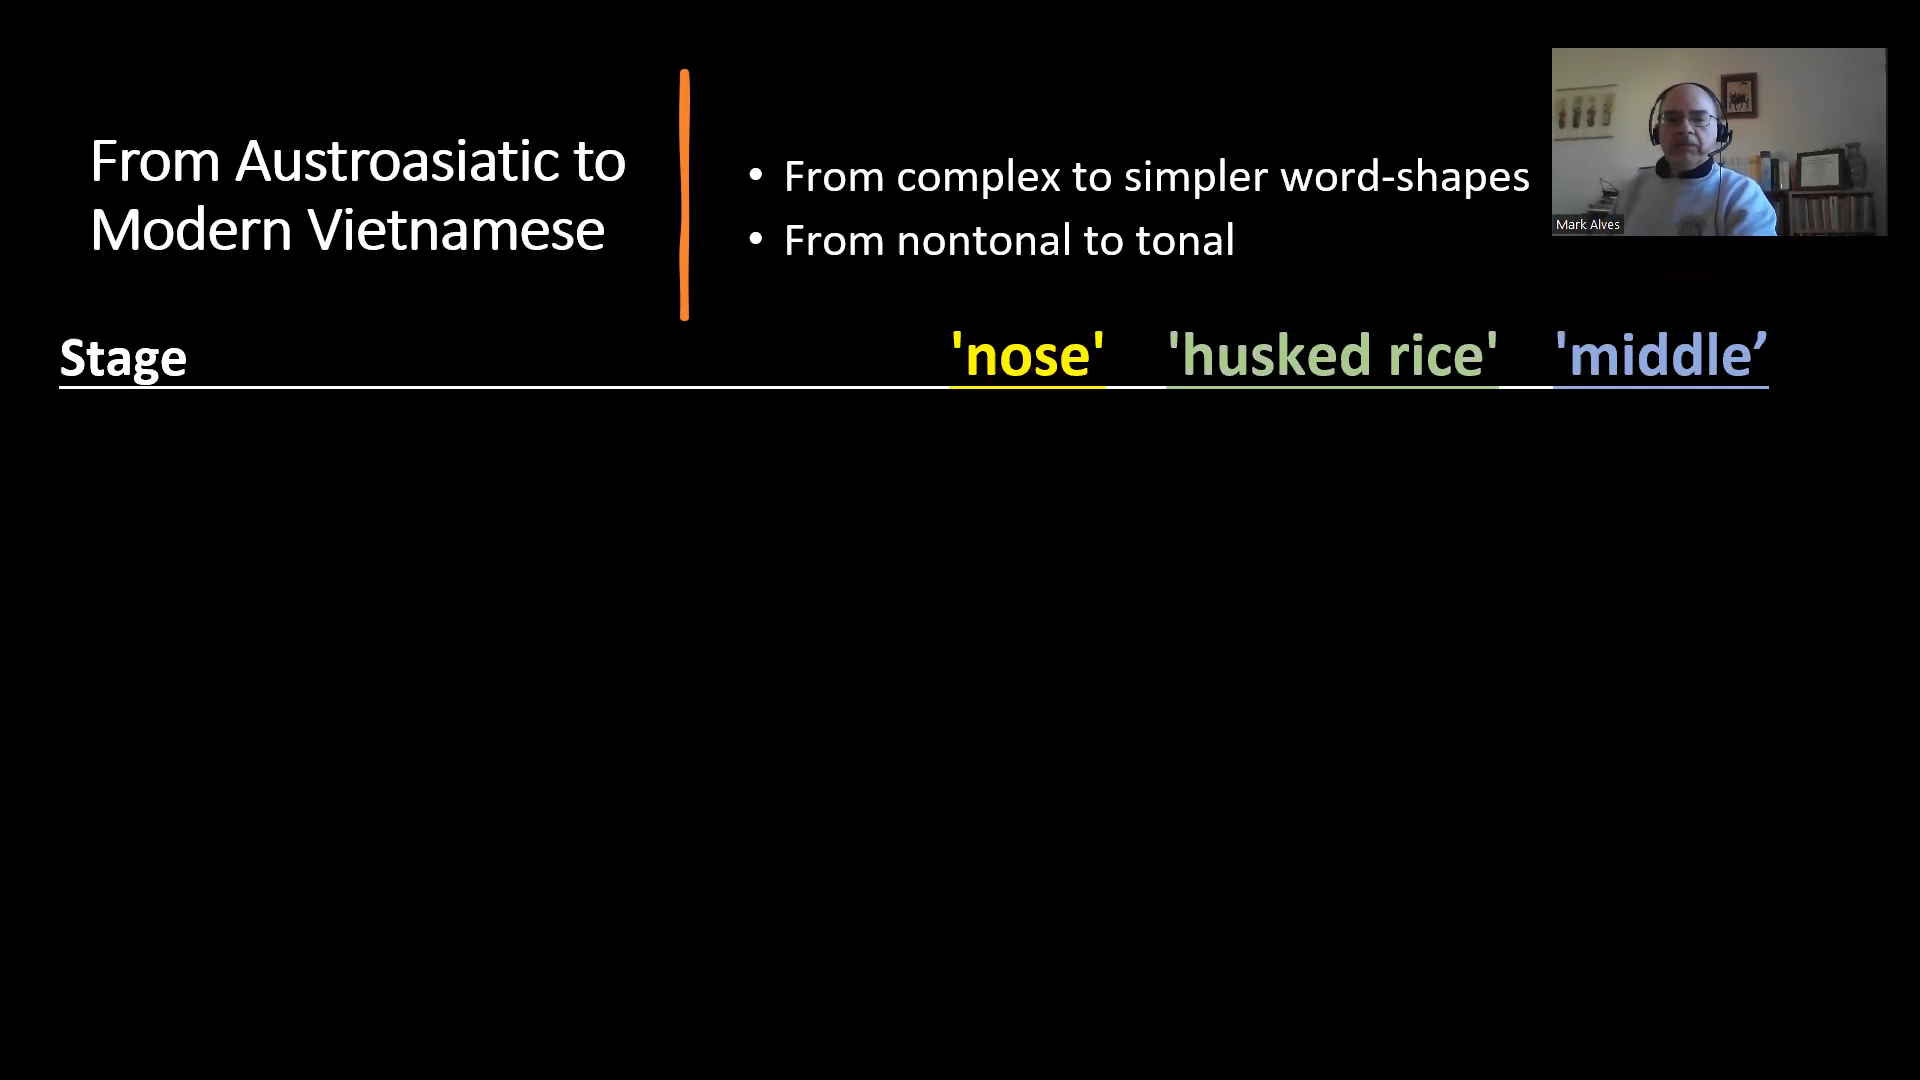 From Austroasiatic to
Modern Vietnamese
• From complex to simpler word-shapes
• From nontonal to tonal
Mark Alves
Stage 'nose' 'husked rice' 'middle’